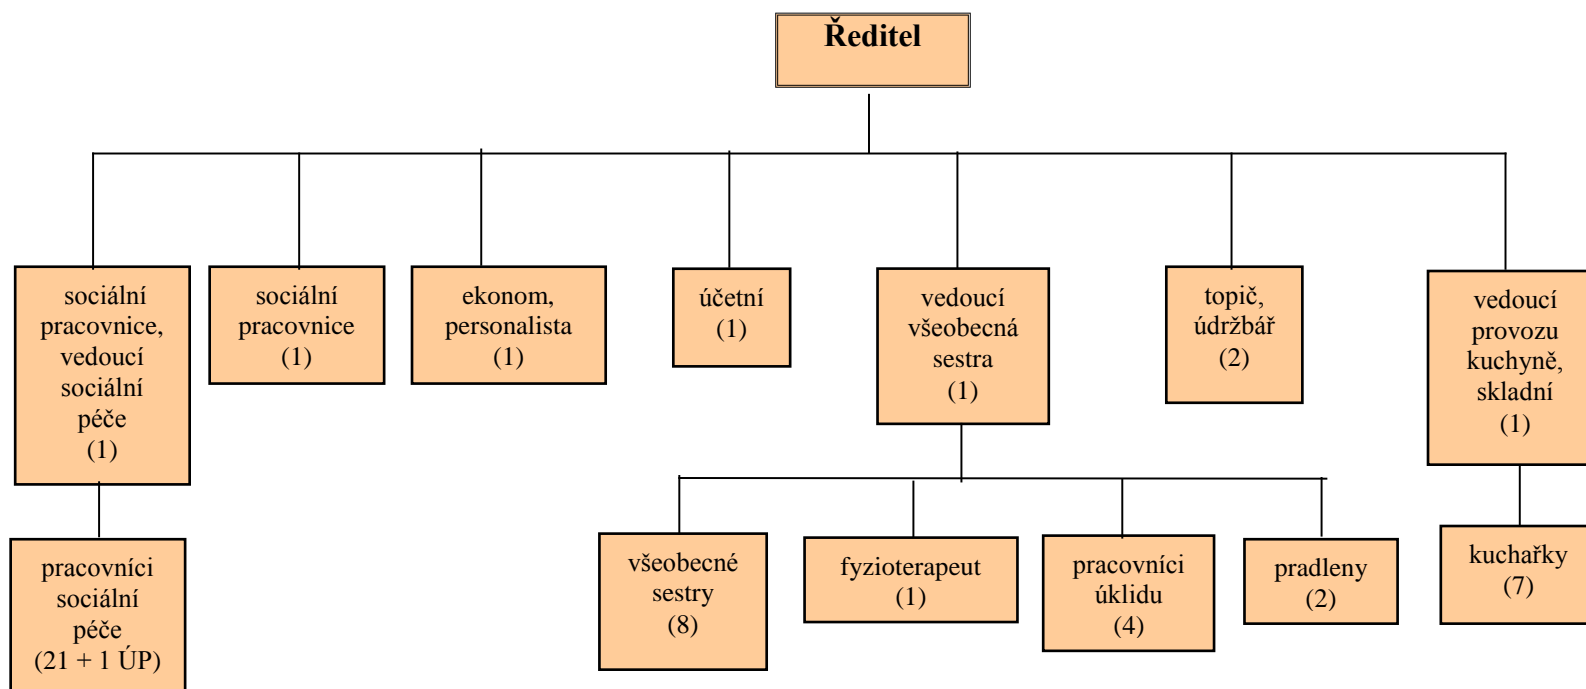 Ředitel
sociální
pracovnice,
vedoucí
sociální
péče
(1)
sociální
pracovnice
(1)
ekonom,
personalista
(1)
účetní
(1)
vedoucí
všeobecná
sestra
(1)
topič,
údržbář
(2)
vedoucí
provozu
kuchyně,
skladní
(1)
pracovníci
sociální
péče
(21 + 1 ÚP)
všeobecné
sestry
(8)
fyzioterapeut
(1)
pracovníci
úklidu
(4)
pradleny
(2)
kuchařky
(7)